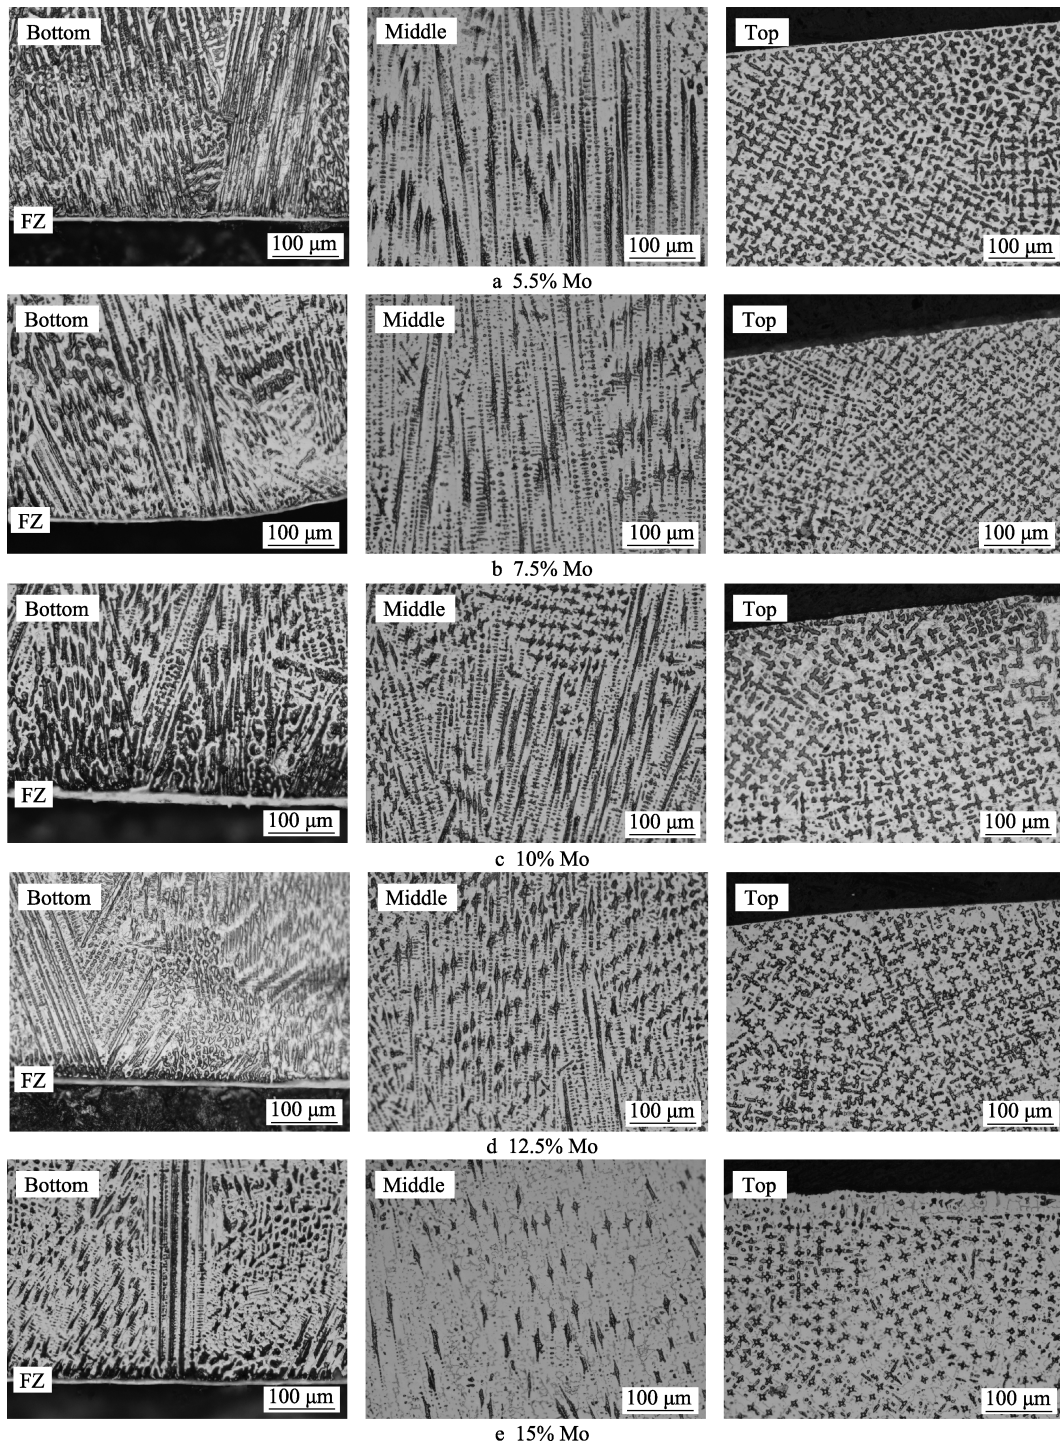 Bottom Middle Top
FZ
100 μm 100 μm 100 μm
a 5.5% Mo
Bottom Middle Top
FZ
100 μm 100 μm 100 μm
b 7.5% Mo
Bottom Middle Top
FZ
100 μm 100 μm 100 μm
c 10% Mo
Bottom Middle Top
FZ
100 μm 100 μm 100 μm
d 12.5% Mo
Bottom Middle Top
FZ
100 μm 100 μm 100 μm
e 15% Mo